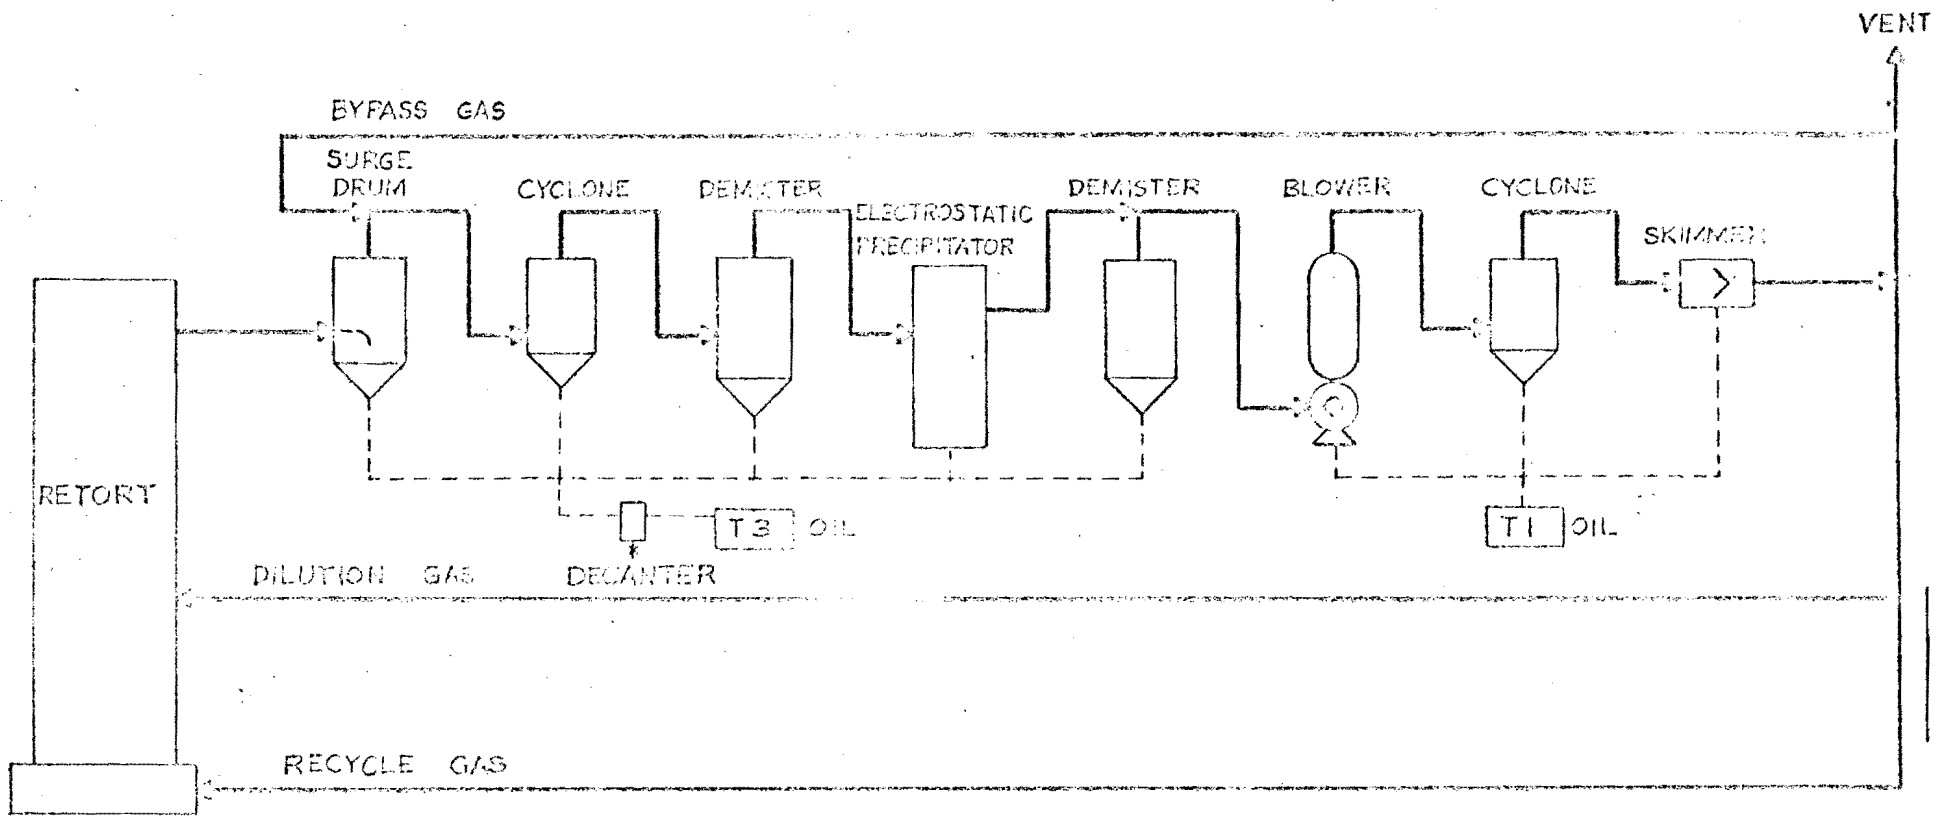 VENT
BYPASS GAS
SURGE
DRUM
CYCLONE
DEMISTER
DEMISTER
BLOWER
CYCLONE
ELECTROSTATIC
PRECIPITATOR
SKIMMER
RETORT
T3 OIL
T1 OIL
DILUTION GAS
DECANTER
RECYCLE GAS